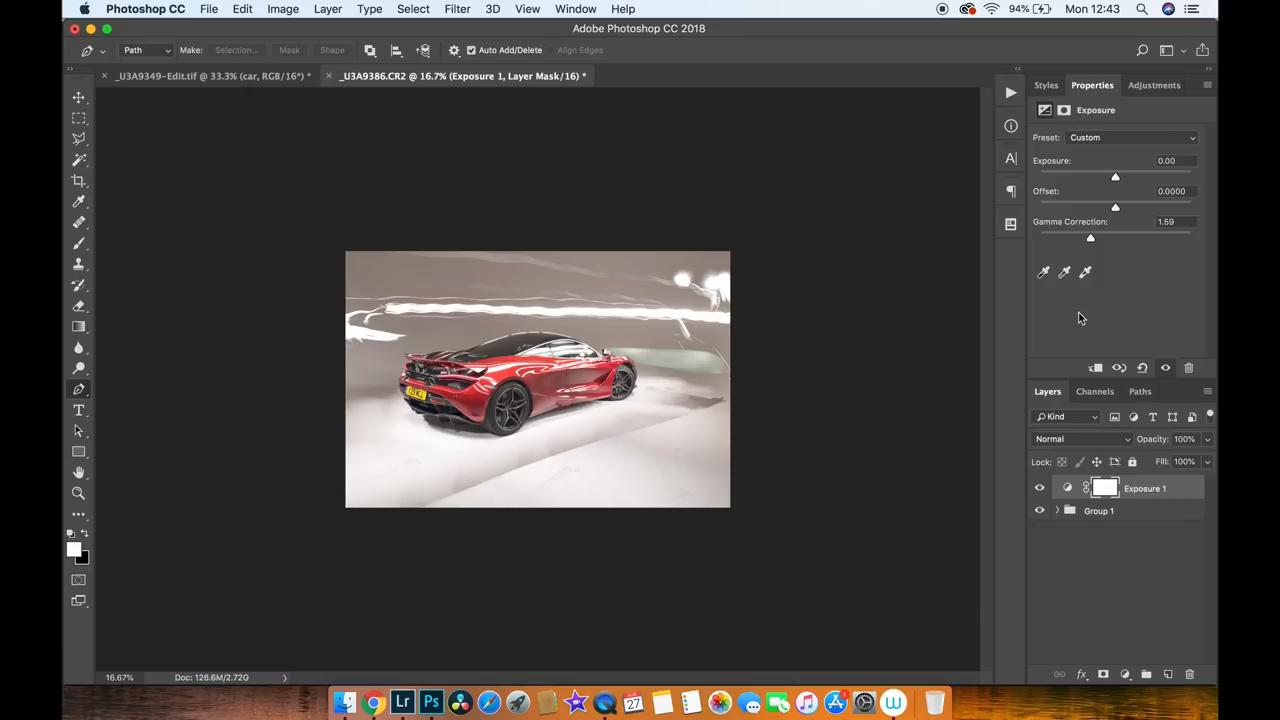 Photoshop CC File Edit Image Layer Type Select Filter 3D View Window Help 94% Mon 12:43
Adobe Photoshop CC 2018
Path Make: Selection... Mask Shape Auto Add/Delete Align Edges
_U3A9349-Edit.tif @ 33.3% (car, RGB/16*) * _U3A9386.CR2 @ 16.7% (Exposure 1, Layer Mask/16) *
Styles Properties Adjustments
Exposure
Preset: Custom
Exposure: 0.00
Offset: 0.0000
Gamma Correction: 1.59
Layers Channels Paths
Kind
Normal Opacity: 100%
Lock: Fill: 100%
Exposure 1
Group 1
16.67% Doc: 126.6M/2.72G